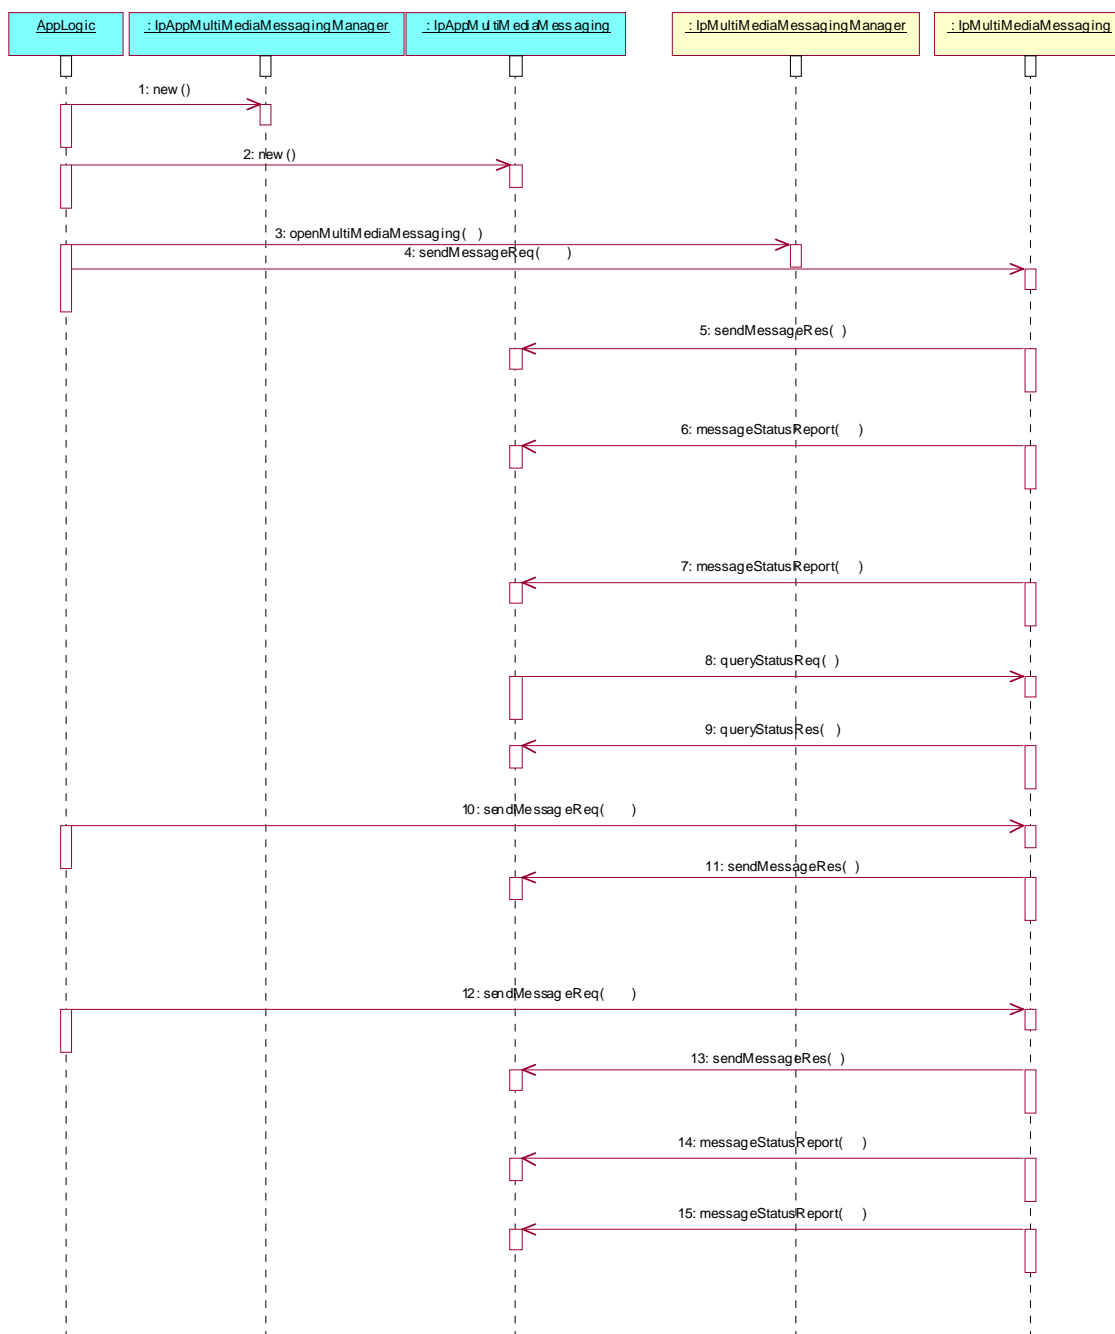 AppLogic
: IpAppMultiMediaMessagingManager
: IpAppMultiMediaMessaging
: IpMultiMediaMessagingManager
: IpMultiMediaMessaging
1: new ()
2: new ()
3: openMultiMediaMessaging( )
4: sendMessageReq( )
5: sendMessageRes( )
6: messageStatusReport( )
7: messageStatusReport( )
8: queryStatusReq( )
9: queryStatusRes( )
10: sendMessageReq( )
11: sendMessageRes( )
12: sendMessageReq( )
13: sendMessageRes( )
14: messageStatusReport( )
15: messageStatusReport( )